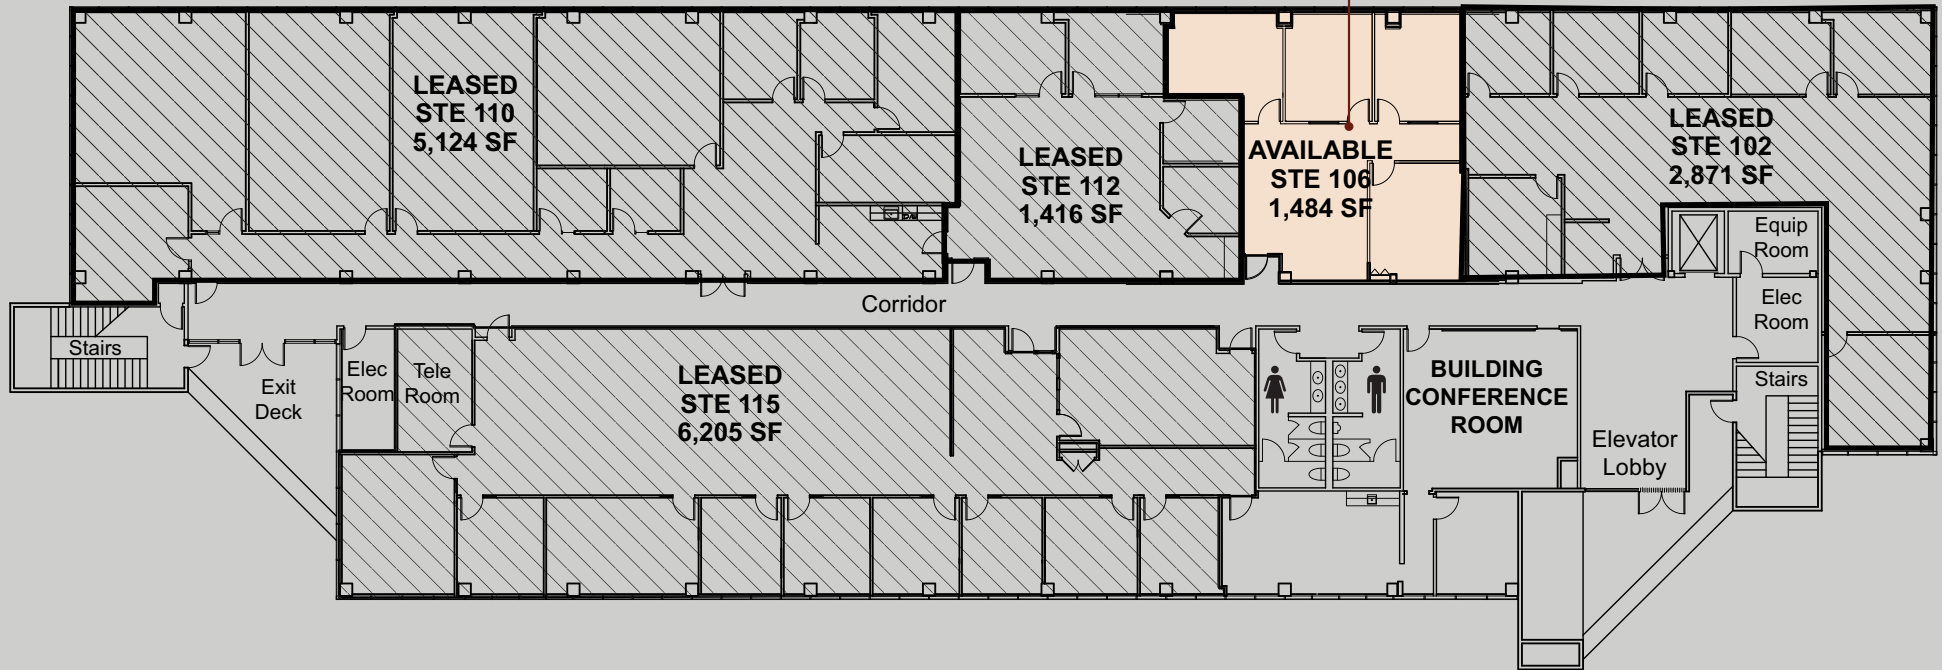 LEASED
STE 110
5,124 SF
LEASED
STE 112
1,416 SF
AVAILABLE
STE 106
1,484 SF
LEASED
STE 102
2,871 SF
Equip
Room
Elec
Room
Corridor
Stairs
Exit
Deck
Elec
Room
Tele
Room
LEASED
STE 115
6,205 SF
BUILDING
CONFERENCE
ROOM
Elevator
Lobby
Stairs